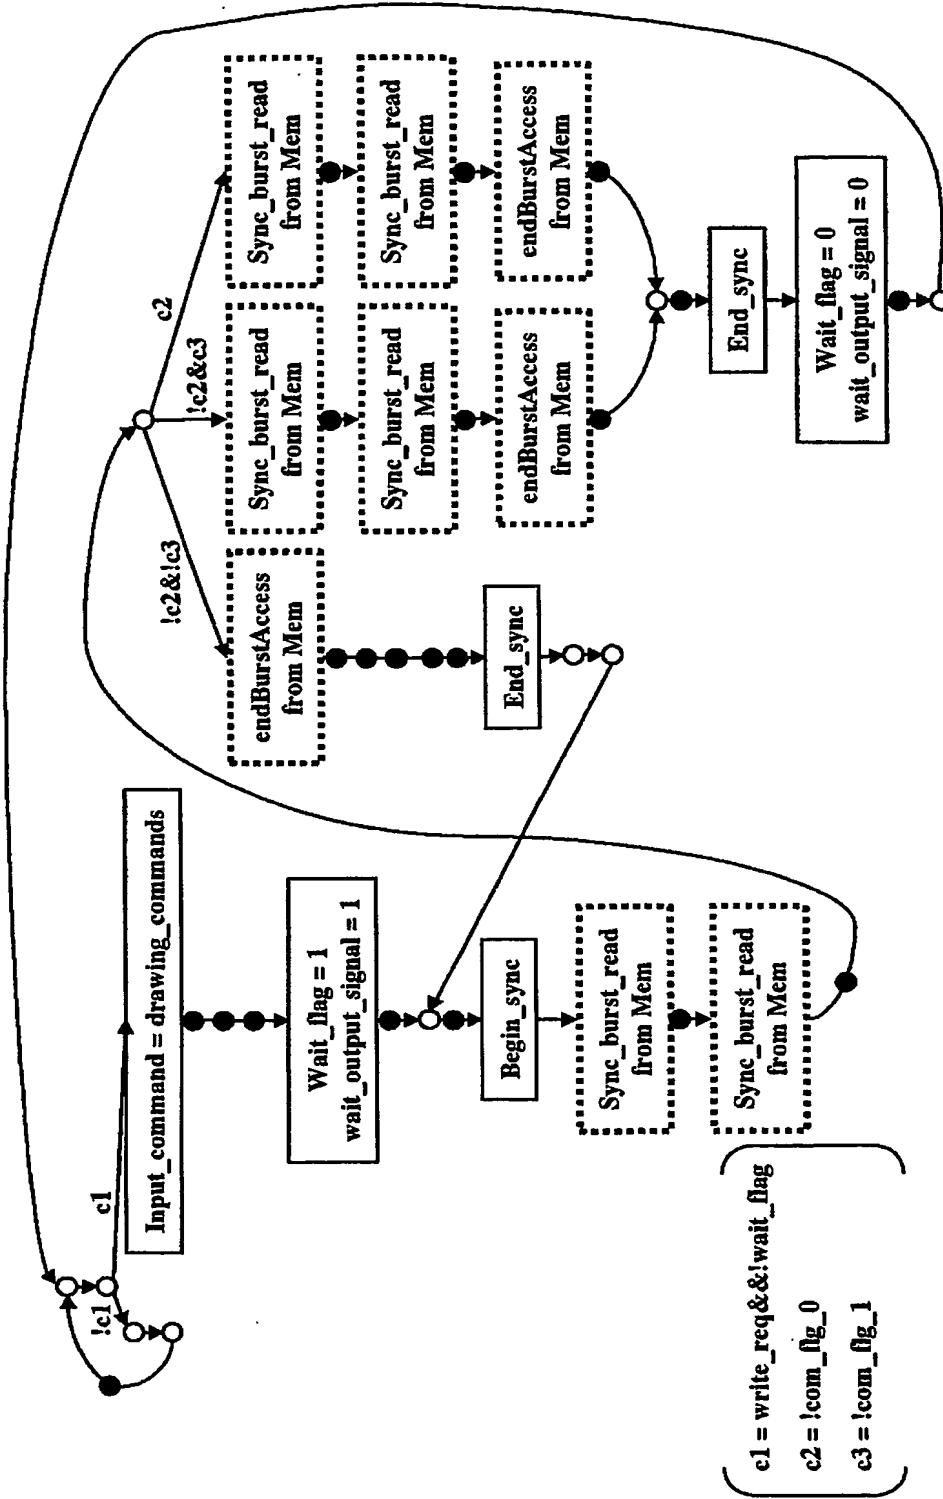 !c1
c1
Input_command = drawing_commands
Wait_flag = 1
wait_output_signal = 1
Begin_sync
Sync_burst_read
from Mem
Sync_burst_read
from Mem
!c2&!c3
!c2&c3
c2
endBurstAccess
from Mem
End_sync
Sync_burst_read
from Mem
Sync_burst_read
from Mem
endBurstAccess
from Mem
Sync_burst_read
from Mem
Sync_burst_read
from Mem
endBurstAccess
from Mem
End_sync
Wait_flag = 0
wait_output_signal = 0
c1 = write_req&&!wait_flag
c2 = !com_flg_0
c3 = !com_flg_1